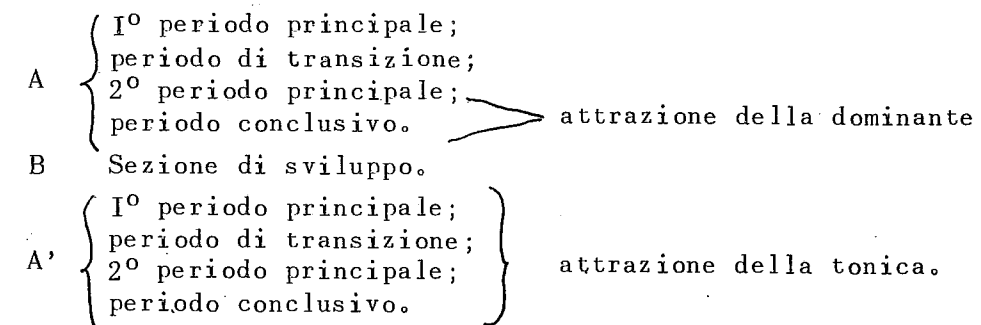 I° periodo principale;
periodo di transizione;
A
2° periodo principale;
attrazione della dominante
periodo conclusivo.
B Sezione di sviluppo.
I° periodo principale;
periodo di transizione;
A' attrazione della tonica.
2° periodo principale;
periodo conclusivo.